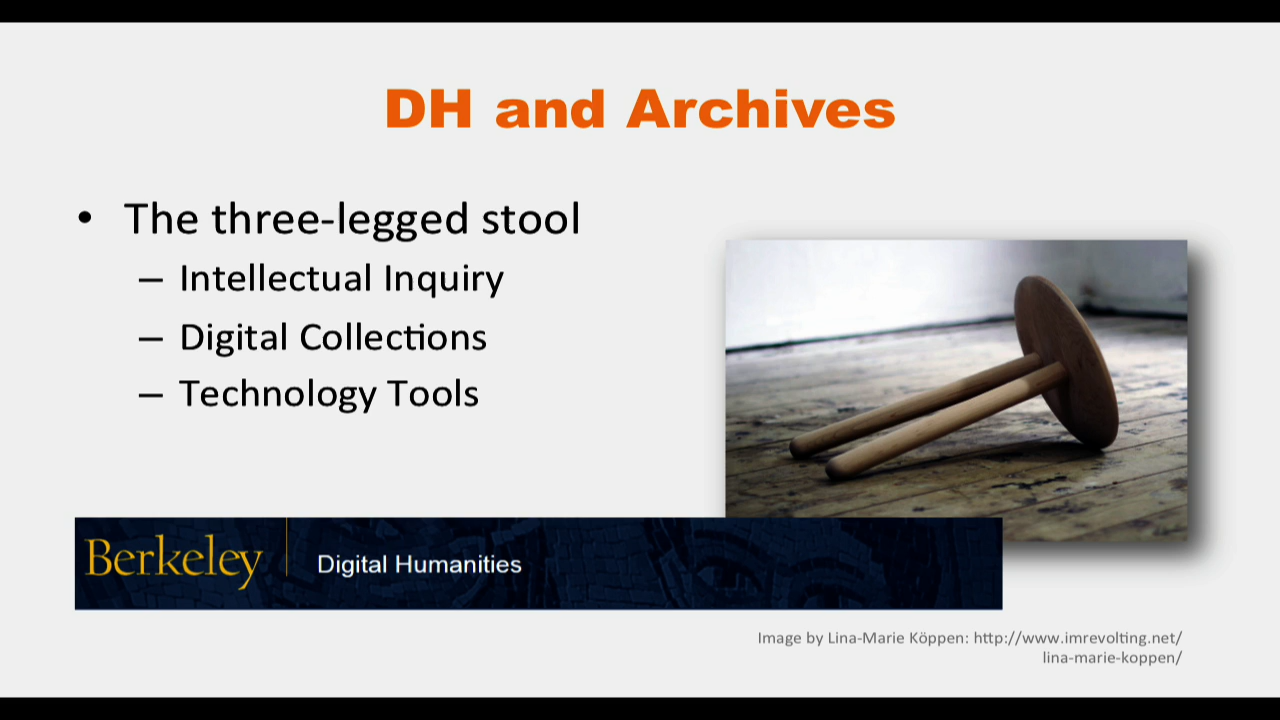 DH and Archives
• The three-legged stool
– Intellectual Inquiry
– Digital Collections
– Technology Tools
Berkeley
Digital Humanities
Image by Lina-Marie Köppen: http://www.imrevolting.net/
lina-marie-koppen/